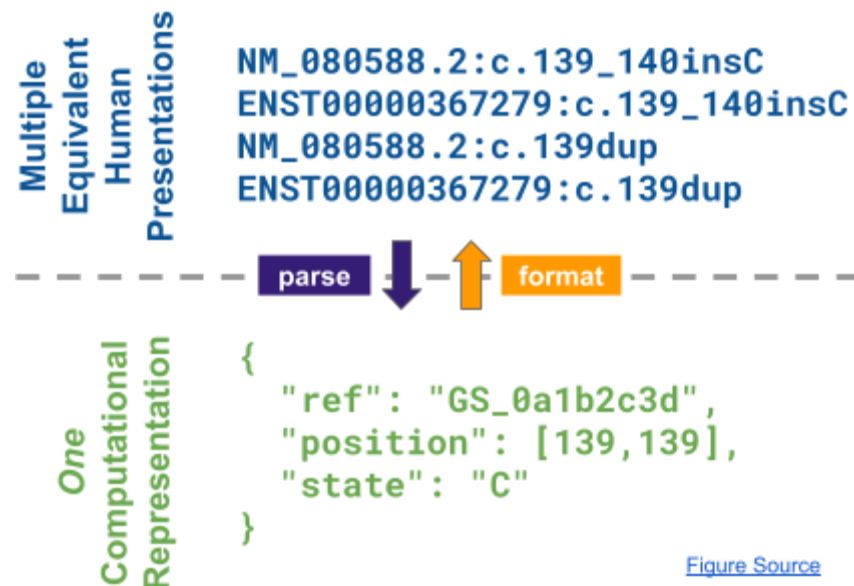 Multiple
Equivalent
Human
Presentations
NM_080588.2:c.139_140insC
ENST00000367279:c.139_140insC
NM_080588.2:c.139dup
ENST00000367279:c.139dup
parse
format
One
Computational
Representation
{
"ref": "GS_0a1b2c3d",
"position": [139,139],
"state": "C"
}
Figure Source